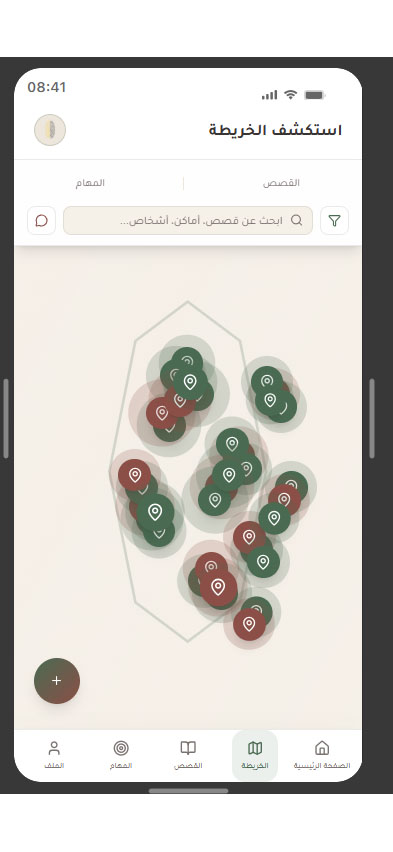 08:41
استكشف الخريطة
القصص
المهام
ابحث عن قصص، أماكن، أشخاص...
الصفحة الرئيسية
الخريطة
القصص
المهام
الملف